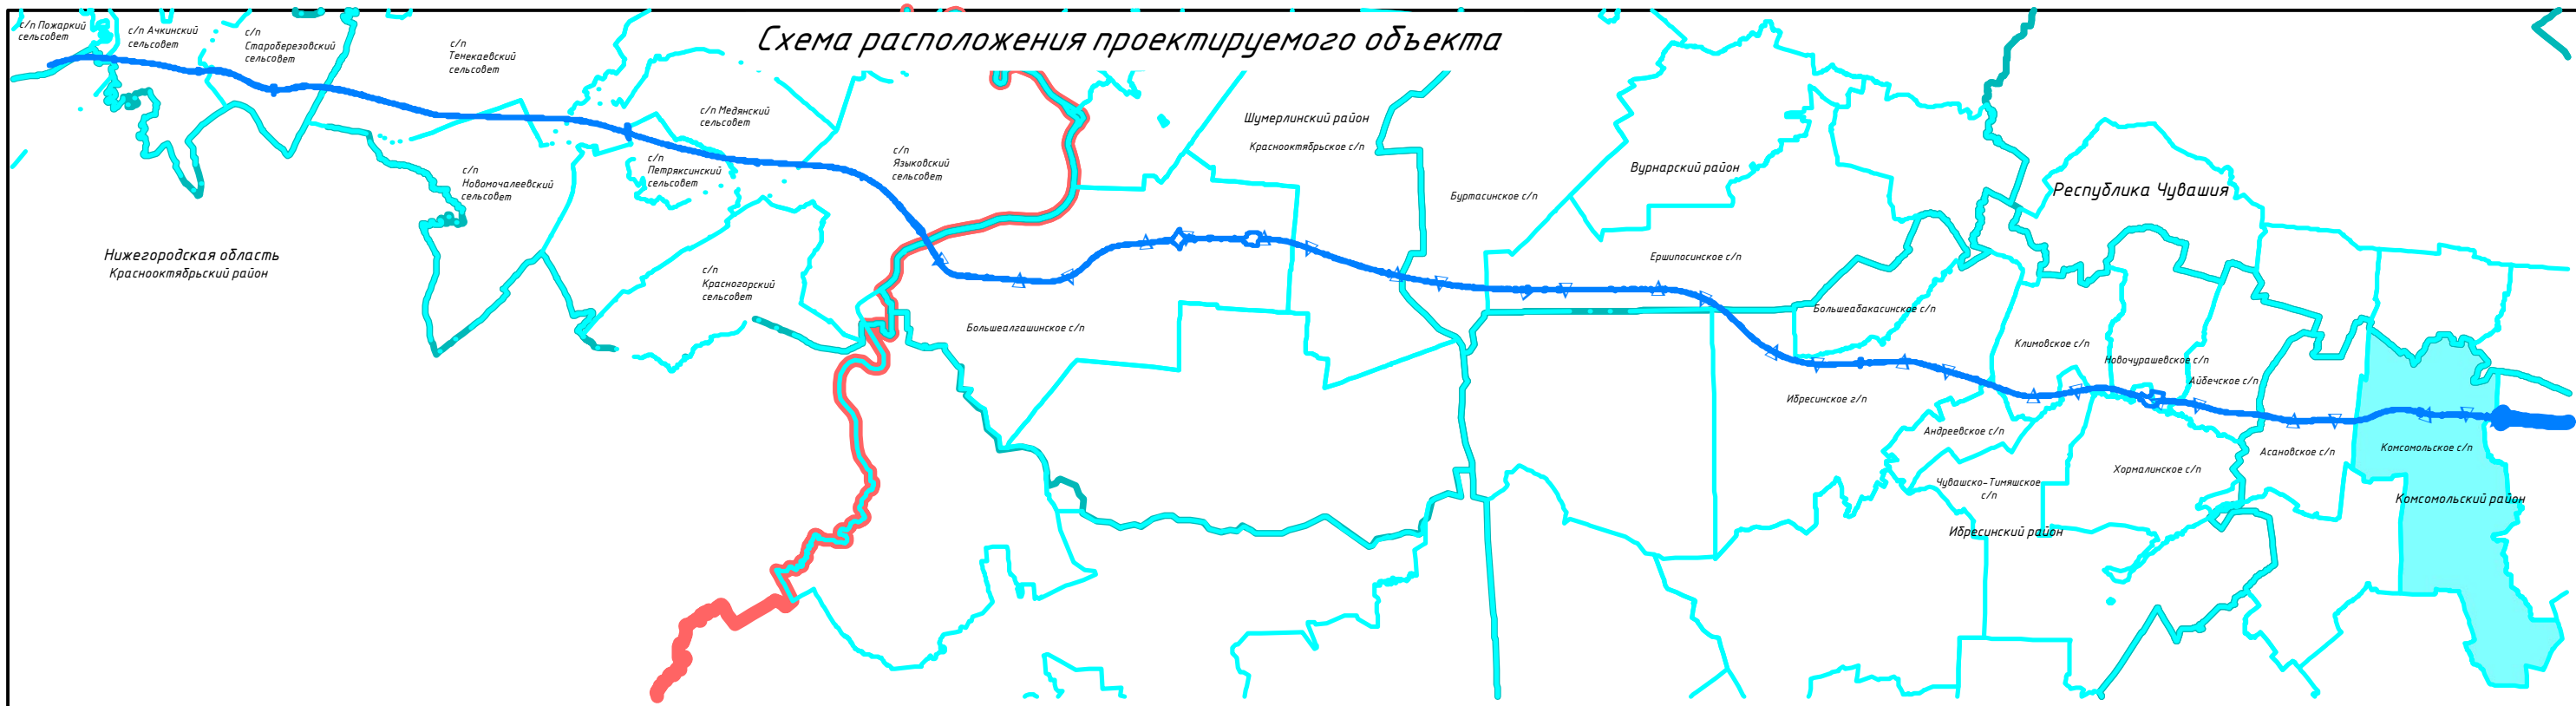 Схема расположения проектируемого объекта
с/п Пожаркий
сельсовет
с/п Ачкинский
сельсовет
с/п
Староберезовский
сельсовет
с/п
Тенекаевский
сельсовет
с/п Медянский
сельсовет
с/п
Петряксинский
сельсовет
с/п
Новомочалеевский
сельсовет
с/п
Языковский
сельсовет
Нижегородская область
Краснооктябрьский район
с/п
Красногорский
сельсовет
Большеалгашинское с/п
Шумерлинский район
Краснооктябрьское с/п
Буртасинское с/п
Вурнарский район
Ершипосинское с/п
Республика Чувашия
Большеабакасинское с/п
Климовское с/п
Новочурашевское с/п
Айбечское с/п
Ибресинское г/п
Андреевское с/п
Чувашско-Тимяшское
с/п
Хормалинское с/п
Асановское с/п
Комсомольское с/п
Комсомольский район
Ибресинский район